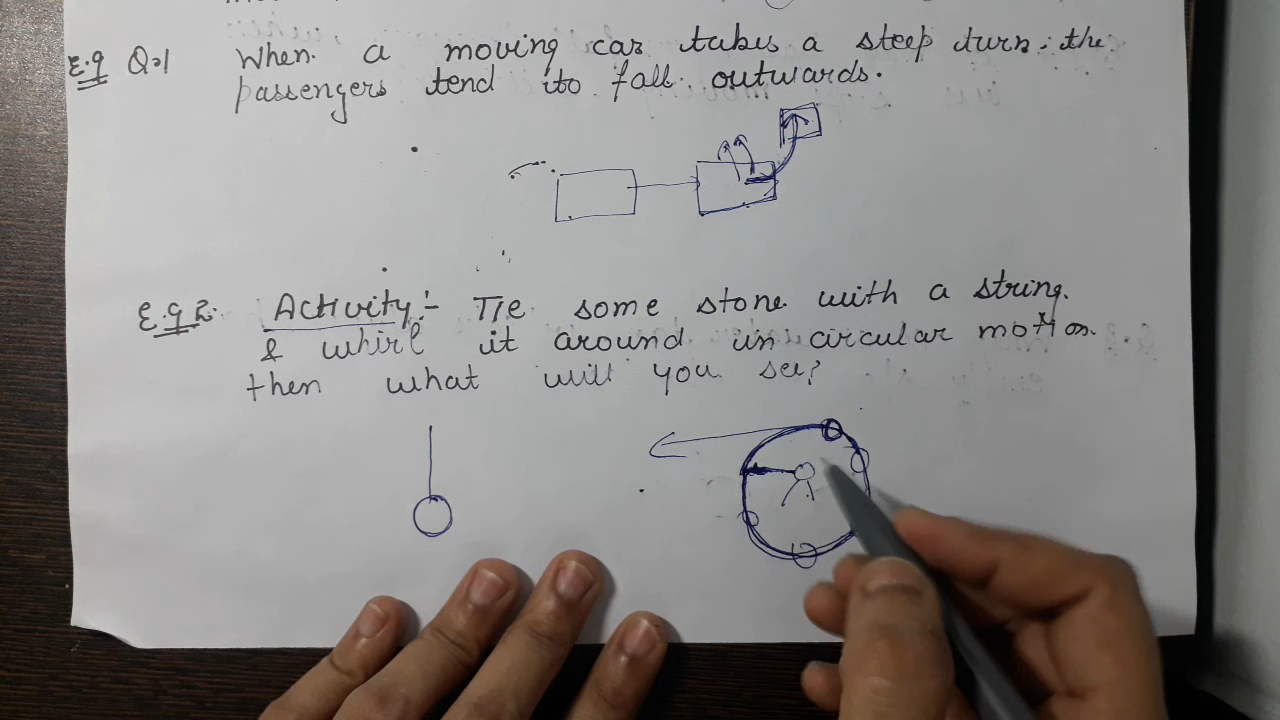 E.g Q.1 When a moving car takes a steep turn. the
passengers tend to fall outwards.
E.g 2. Activity:- Tie some stone with a string.
& whirl it around in circular motion.
then what will you see?